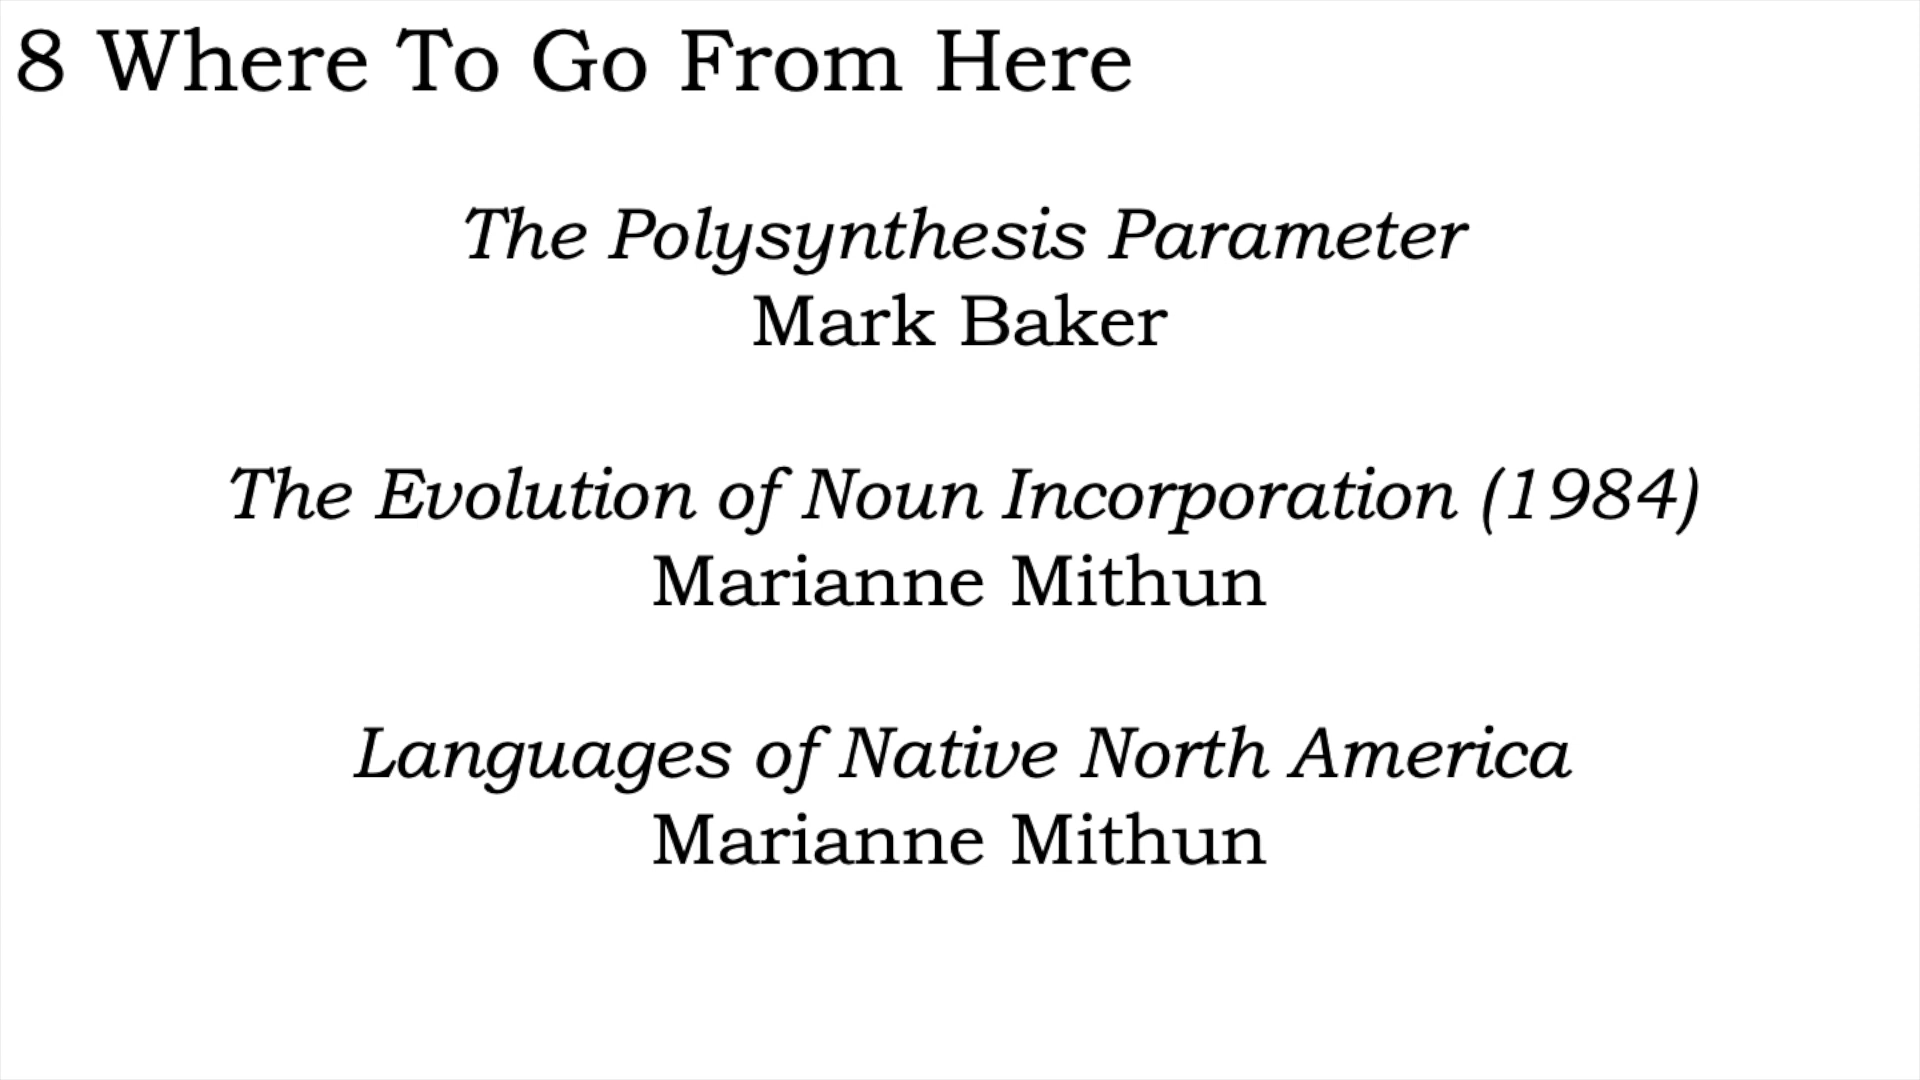 8 Where To Go From Here
The Polysynthesis Parameter
Mark Baker
The Evolution of Noun Incorporation (1984)
Marianne Mithun
Languages of Native North America
Marianne Mithun